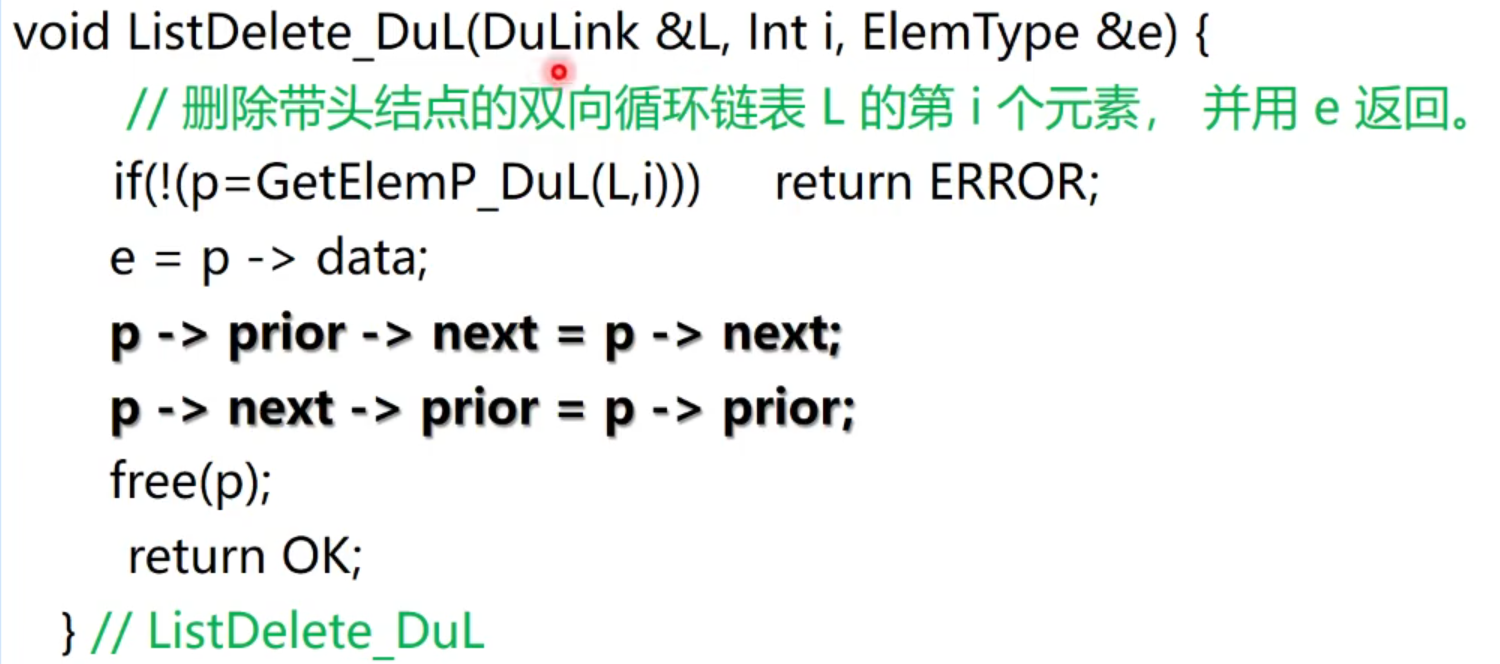 void ListDelete_DuL(DuLink &L, Int i, ElemType &e) {
// 删除带头结点的双向循环链表 L 的第 i 个元素， 并用 e 返回。
if(!(p=GetElemP_DuL(L,i))) return ERROR;
e = p -> data;
p -> prior -> next = p -> next;
p -> next -> prior = p -> prior;
free(p);
return OK;
} // ListDelete_DuL